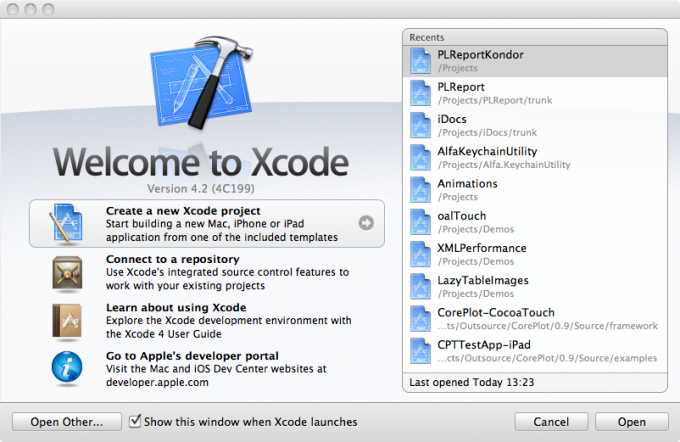 Welcome to Xcode
Version 4.2 (4C199)
Create a new Xcode project
Start building a new Mac, iPhone or iPad
application from one of the included templates
Connect to a repository
Use Xcode's integrated source control features to
work with your existing projects
Learn about using Xcode
Explore the Xcode development environment with
the Xcode 4 User Guide
Go to Apple's developer portal
Visit the Mac and iOS Dev Center websites at
developer.apple.com
Recents
PLReportKondor
/Projects
PLReport
/Projects/PLReport/trunk
iDocs
/Projects/iDocs/trunk
AlfaKeychainUtility
/Projects/Alfa.KeychainUtility
Animations
/Projects/Demos
oalTouch
/Projects/Demos
XMLPerformance
/Projects/Demos
LazyTableImages
/Projects/Demos
CorePlot-CocoaTouch
...ts/Outsource/CorePlot/0.9/Source/framework
CPTTestApp-iPad
...cts/Outsource/CorePlot/0.9/Source/examples
Last opened Today 13:23
Open Other...
Show this window when Xcode launches
Cancel
Open